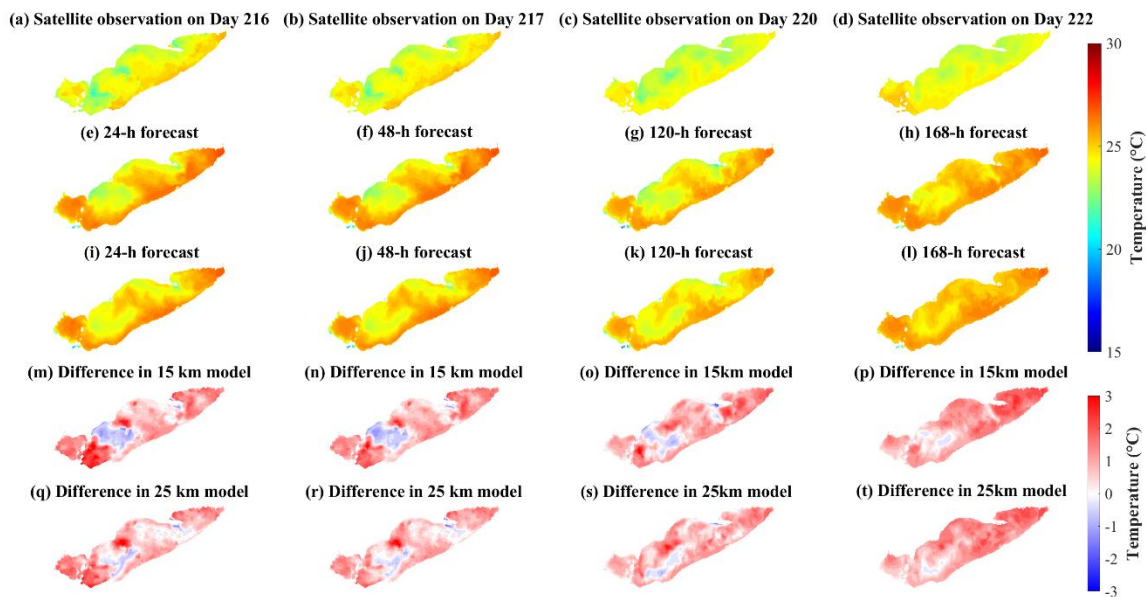 (a) Satellite observation on Day 216
(b) Satellite observation on Day 217
(c) Satellite observation on Day 220
(d) Satellite observation on Day 222
(e) 24-h forecast
(f) 48-h forecast
(g) 120-h forecast
(h) 168-h forecast
(i) 24-h forecast
(j) 48-h forecast
(k) 120-h forecast
(l) 168-h forecast
30
25
20
15
Temperature (°C)
(m) Difference in 15 km model
(n) Difference in 15 km model
(o) Difference in 15km model
(p) Difference in 15km model
(q) Difference in 25 km model
(r) Difference in 25 km model
(s) Difference in 25km model
(t) Difference in 25km model
3
2
1
0
-1
-2
-3
Temperature (°C)